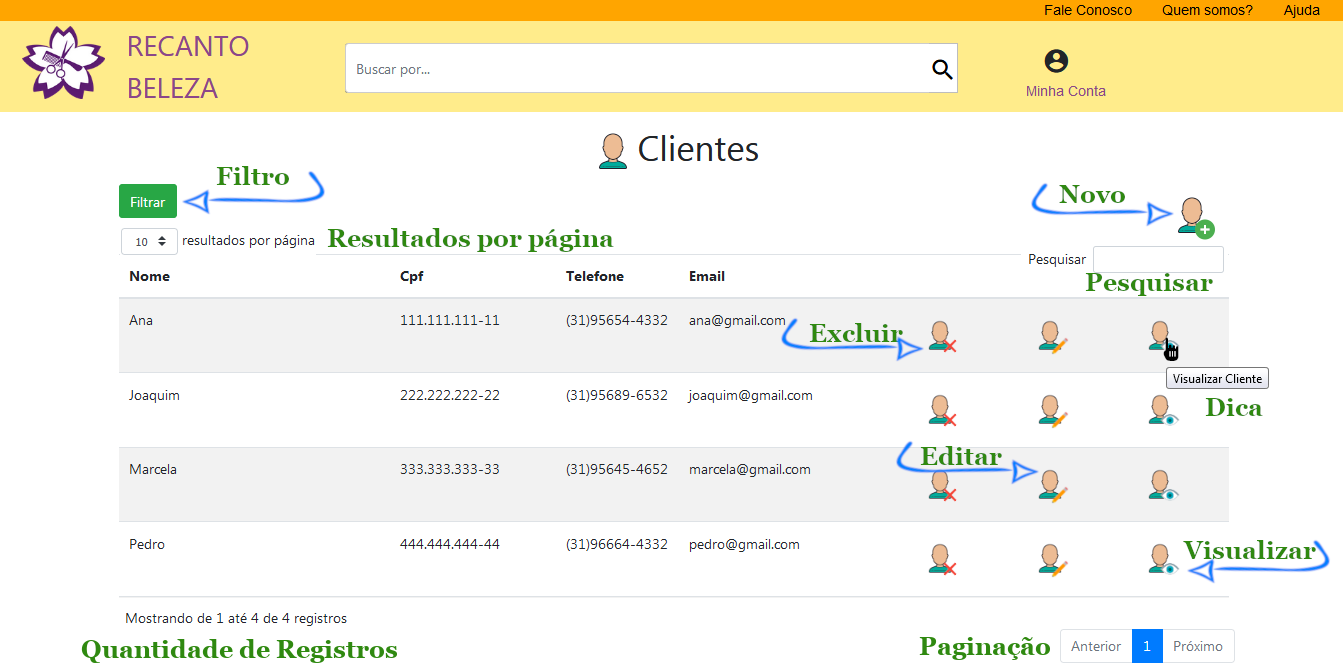 Fale Conosco Quem somos? Ajuda
RECANTO
BELEZA
Buscar por...
Minha Conta
Clientes
Filtro
Filtrar
Novo
10 resultados por página
Resultados por página
Pesquisar
Pesquisar
Nome Cpf Telefone Email
Ana 111.111.111-11 (31)95654-4332 ana@gmail.com
Excluir
Visualizar Cliente
Joaquim 222.222.222-22 (31)95689-6532 joaquim@gmail.com
Dica
Editar
Marcela 333.333.333-33 (31)95645-4652 marcela@gmail.com
Pedro 444.444.444-44 (31)96664-4332 pedro@gmail.com
Visualizar
Mostrando de 1 até 4 de 4 registros
Quantidade de Registros
Paginação
Anterior 1 Próximo